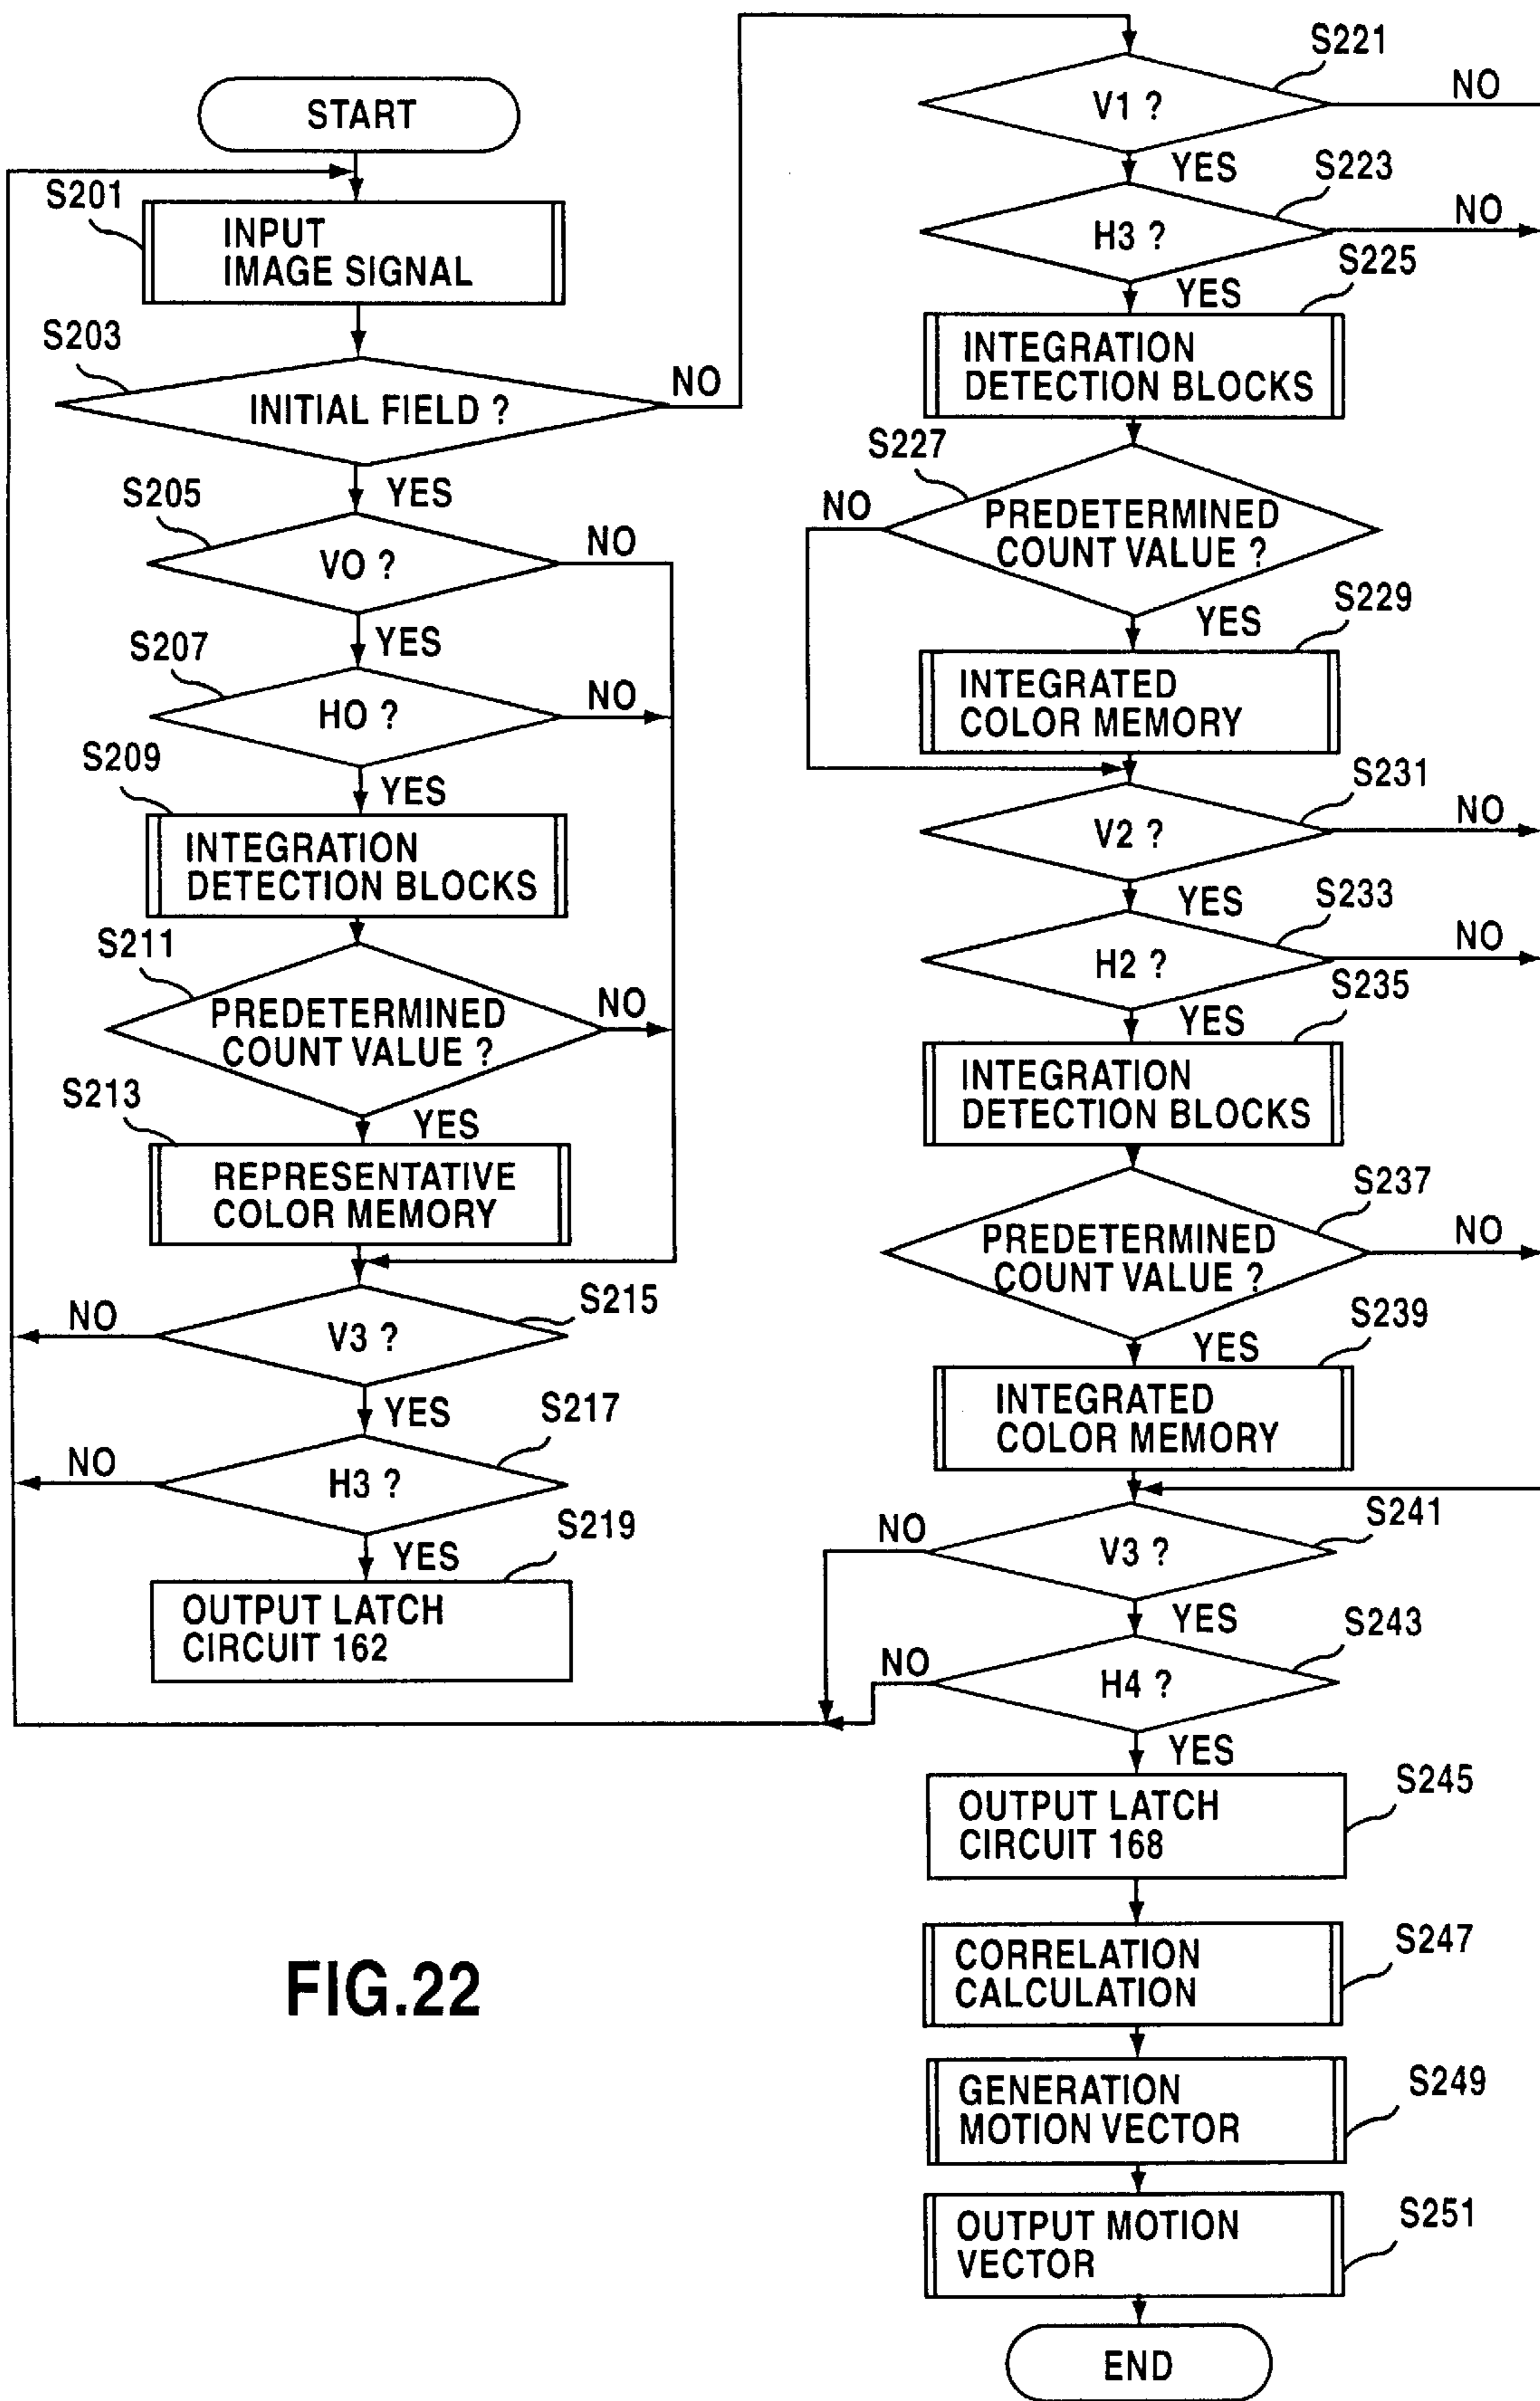 START
S201
INPUT
IMAGE SIGNAL
S203
INITIAL FIELD ?
NO
YES
S205
VO ?
NO
YES
S207
HO ?
NO
YES
S209
INTEGRATION
DETECTION BLOCKS
S211
PREDETERMINED
COUNT VALUE ?
NO
YES
S213
REPRESENTATIVE
COLOR MEMORY
S215
V3 ?
NO
YES
S217
H3 ?
NO
YES
S219
OUTPUT LATCH
CIRCUIT 162
S221
V1 ?
NO
YES
S223
H3 ?
NO
YES
S225
INTEGRATION
DETECTION BLOCKS
S227
PREDETERMINED
COUNT VALUE ?
NO
YES
S229
INTEGRATED
COLOR MEMORY
S231
V2 ?
NO
YES
S233
H2 ?
NO
YES
S235
INTEGRATION
DETECTION BLOCKS
S237
PREDETERMINED
COUNT VALUE ?
NO
YES
S239
INTEGRATED
COLOR MEMORY
S241
V3 ?
NO
YES
S243
H4 ?
NO
YES
S245
OUTPUT LATCH
CIRCUIT 168
S247
CORRELATION
CALCULATION
S249
GENERATION
MOTION VECTOR
S251
OUTPUT MOTION
VECTOR
END
FIG.22